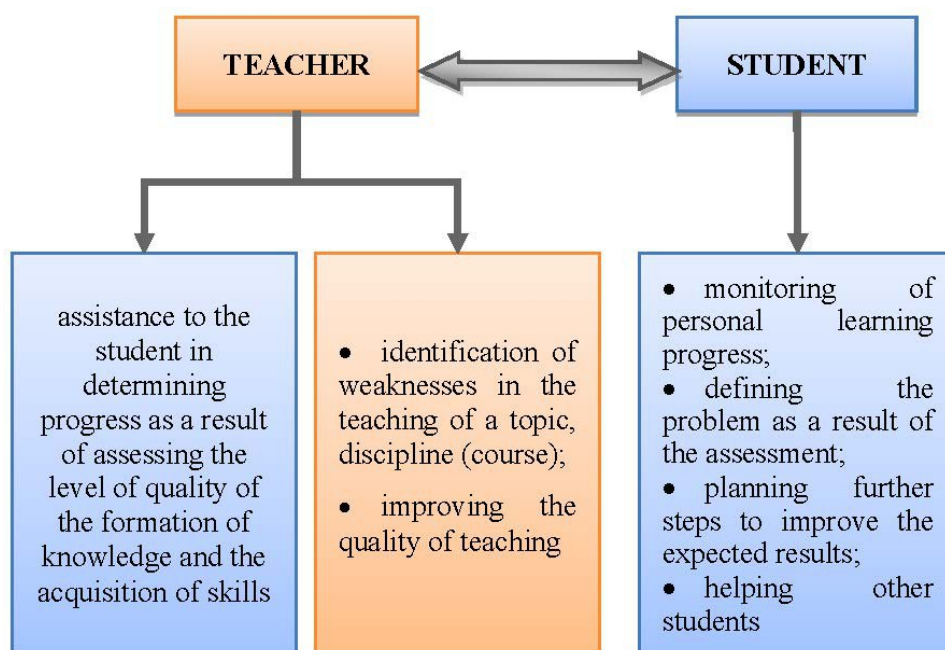 TEACHER
STUDENT
assistance to the
student in
determining
progress as a result
of assessing the
level of quality of
the formation of
knowledge and the
acquisition of skills
• identification of
weaknesses in the
teaching of a topic,
discipline (course);
• improving the
quality of teaching
• monitoring of
personal learning
progress;
• defining the
problem as a result of
the assessment;
• planning further
steps to improve the
expected results;
• helping other
students